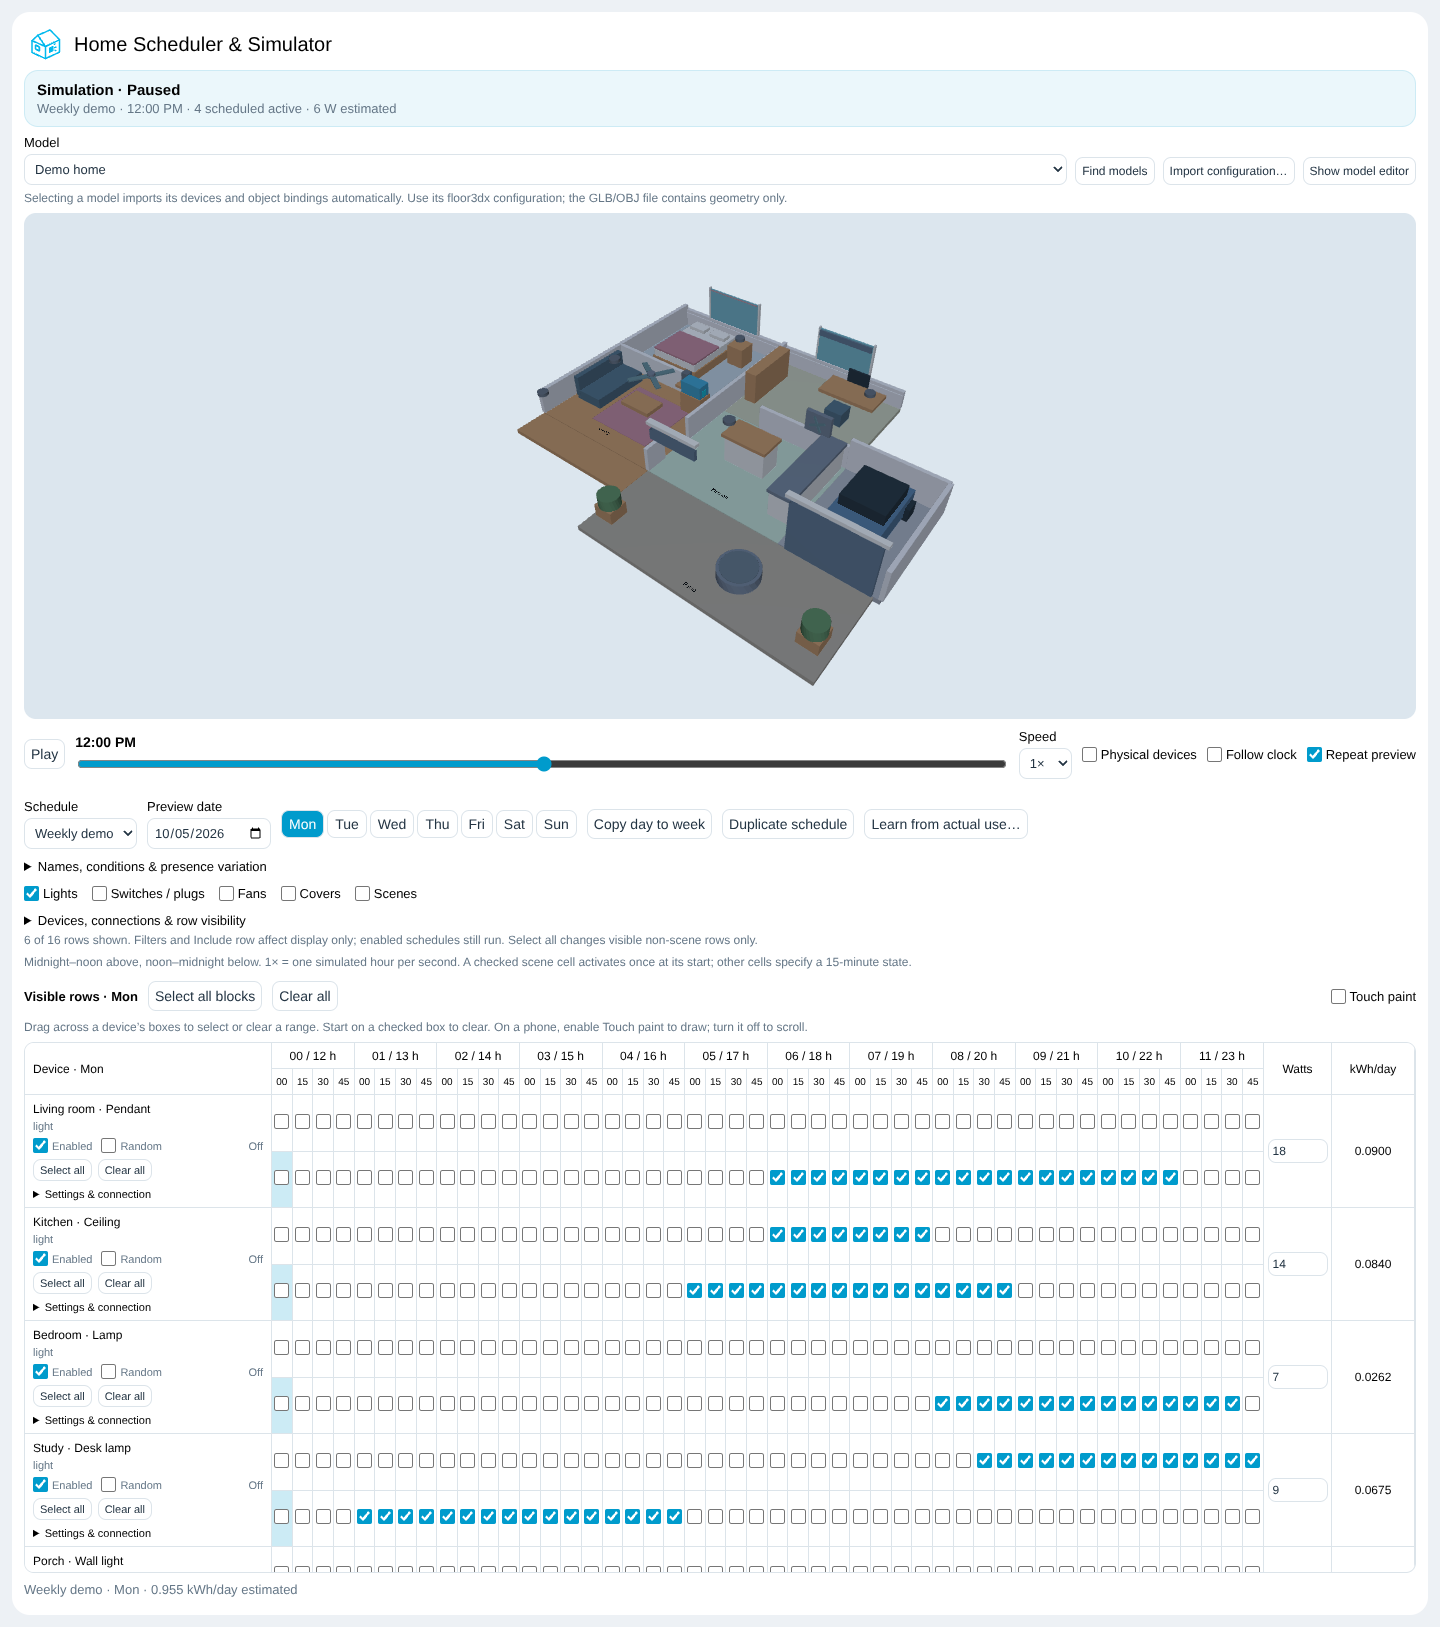 Home Scheduler & Simulator
Simulation · Paused
Weekly demo · 12:00 PM · 4 scheduled active · 6 W estimated
Model
Demo home
Find models
Import configuration…
Show model editor
Selecting a model imports its devices and object bindings automatically. Use its floor3dx configuration; the GLB/OBJ file contains geometry only.
Play
12:00 PM
Speed
1×
Physical devices
Follow clock
Repeat preview
Schedule
Preview date
Weekly demo
10/05/2026
Mon Tue Wed Thu Fri Sat Sun
Copy day to week
Duplicate schedule
Learn from actual use…
Names, conditions & presence variation
Lights Switches / plugs Fans Covers Scenes
Devices, connections & row visibility
6 of 16 rows shown. Filters and Include row affect display only; enabled schedules still run. Select all changes visible non-scene rows only.
Midnight–noon above, noon–midnight below. 1× = one simulated hour per second. A checked scene cell activates once at its start; other cells specify a 15-minute state.
Visible rows · Mon
Select all blocks
Clear all
Touch paint
Drag across a device's boxes to select or clear a range. Start on a checked box to clear. On a phone, enable Touch paint to draw; turn it off to scroll.
Device · Mon
00 / 12 h 01 / 13 h 02 / 14 h 03 / 15 h 04 / 16 h 05 / 17 h 06 / 18 h 07 / 19 h 08 / 20 h 09 / 21 h 10 / 22 h 11 / 23 h
Watts
kWh/day
00 15 30 45 00 15 30 45 00 15 30 45 00 15 30 45 00 15 30 45 00 15 30 45 00 15 30 45 00 15 30 45 00 15 30 45 00 15 30 45 00 15 30 45 00 15 30 45
Living room · Pendant
light
Enabled Random Off
Select all Clear all
Settings & connection
18
0.0900
Kitchen · Ceiling
light
Enabled Random Off
Select all Clear all
Settings & connection
14
0.0840
Bedroom · Lamp
light
Enabled Random Off
Select all Clear all
Settings & connection
7
0.0262
Study · Desk lamp
light
Enabled Random Off
Select all Clear all
Settings & connection
9
0.0675
Porch · Wall light
Weekly demo · Mon · 0.955 kWh/day estimated